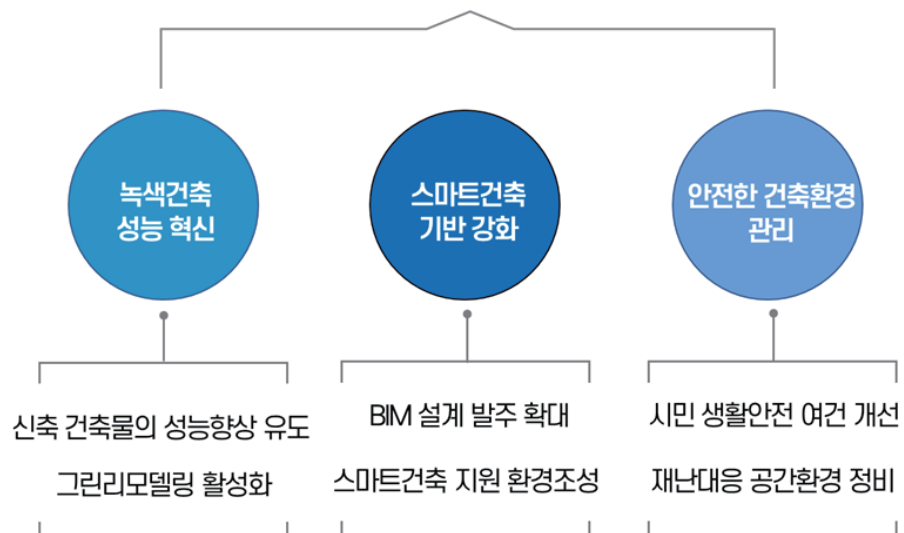 녹색건축
성능 혁신
스마트건축
기반 강화
안전한 건축환경
관리
신축 건축물의 성능향상 유도
그린리모델링 활성화
BIM 설계 발주 확대
스마트건축 지원 환경조성
시민 생활안전 여건 개선
재난대응 공간환경 정비